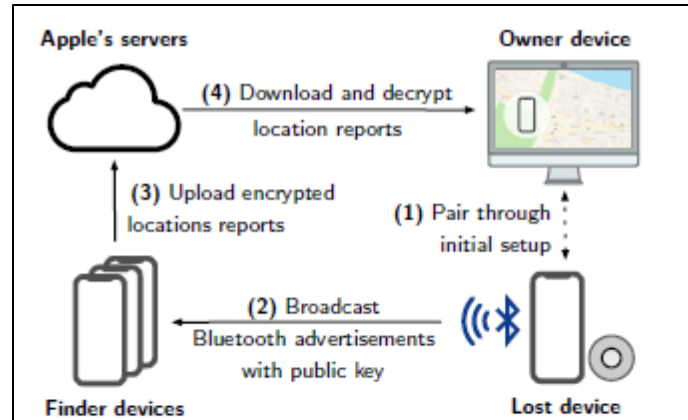 Apple's servers
Owner device
(4) Download and decrypt
location reports
(3) Upload encrypted
locations reports
(1) Pair through
initial setup
(2) Broadcast
Bluetooth advertisements
with public key
Finder devices
Lost device